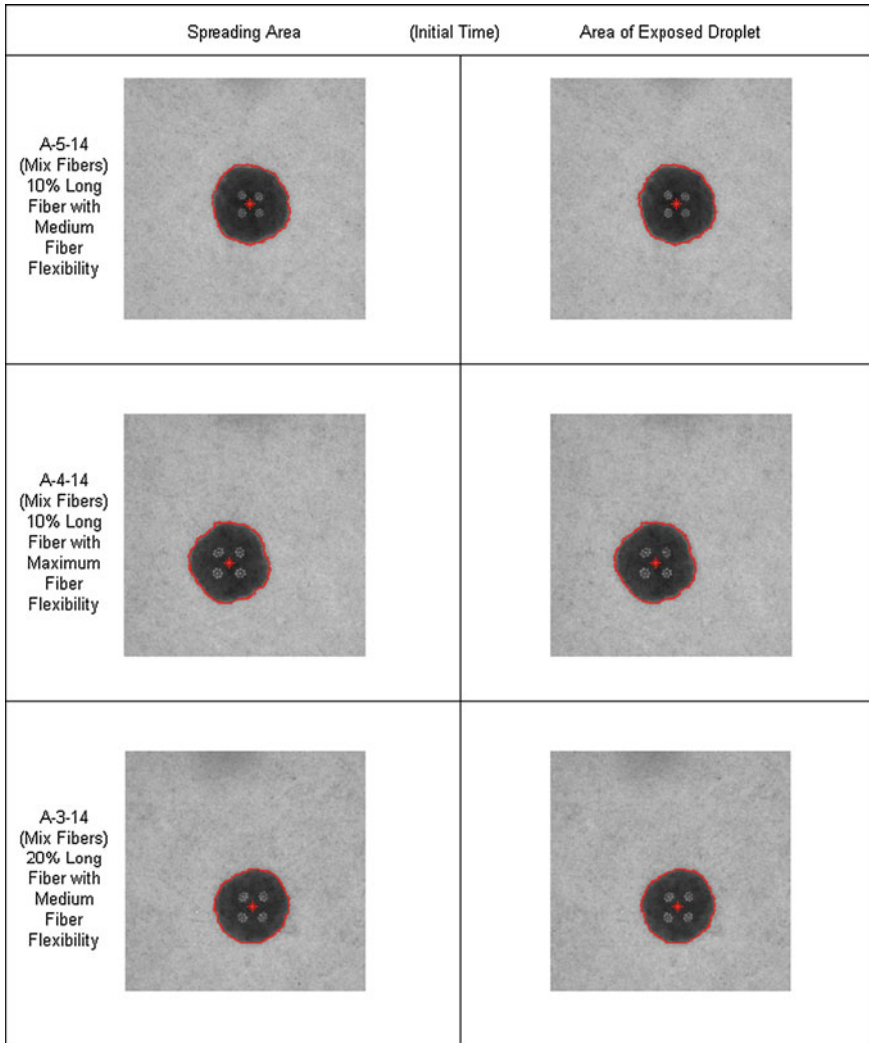 Spreading Area (Initial Time) Area of Exposed Droplet
A-5-14
(Mix Fibers)
10% Long
Fiber with
Medium
Fiber
Flexibility
A-4-14
(Mix Fibers)
10% Long
Fiber with
Maximum
Fiber
Flexibility
A-3-14
(Mix Fibers)
20% Long
Fiber with
Medium
Fiber
Flexibility